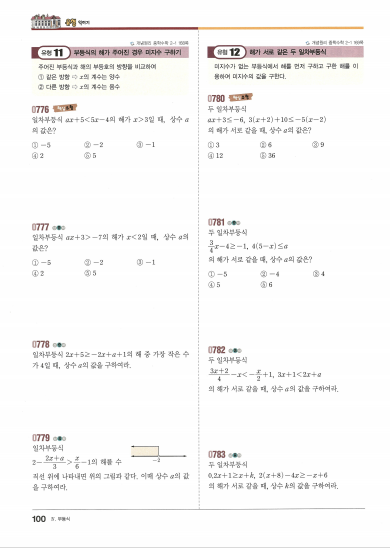 유형 11 부등식의 해가 주어진 경우 미지수 구하기
주어진 부등식과 해의 부등호의 방향을 비교하여
① 같은 방향 ⇨ x의 계수는 양수
② 다른 방향 ⇨ x의 계수는 음수
0776
일차부등식 ax+5<5x-4의 해가 x>3일 때, 상수 a
의 값은?
① -5 ② -2 ③ -1
④ 2 ⑤ 5
0777
일차부등식 ax+3>-7의 해가 x<2일 때, 상수 a의
값은?
① -5 ② -2 ③ -1
④ 2 ⑤ 5
0778
일차부등식 2x+5≥-2x+a+1의 해 중 가장 작은 수
가 4일 때, 상수 a의 값을 구하여라.
0779
일차부등식
2-\frac{2x+a}{3}>\frac{x}{6}-1의 해를 수
-2
직선 위에 나타내면 위의 그림과 같다. 이때 상수 a의 값
을 구하여라.
100 5. 부등식
유형 12 해가 서로 같은 두 일차부등식
미지수가 없는 부등식에서 해를 먼저 구하고 구한 해를 이
용하여 미지수의 값을 구한다.
0780
두 일차부등식
ax+3≤-6, 3(x+2)+10≤-5(x-2)
의 해가 서로 같을 때, 상수 a의 값은?
① 3 ② 6 ③ 9
④ 12 ⑤ 36
0781
두 일차부등식
\frac{3}{4}x-4≥-1, 4(5-x)≤a
의 해가 서로 같을 때, 상수 a의 값은?
① -5 ② -4 ③ 4
④ 5 ⑤ 6
0782
두 일차부등식
\frac{3x+2}{4}-x<-\frac{x}{2}+1, 3x+1<2x+a
의 해가 서로 같을 때, 상수 a의 값을 구하여라.
0783
두 일차부등식
0.2x+1≥x+k, 2(x+8)-4x≥-x+6
의 해가 서로 같을 때, 상수 k의 값을 구하여라.